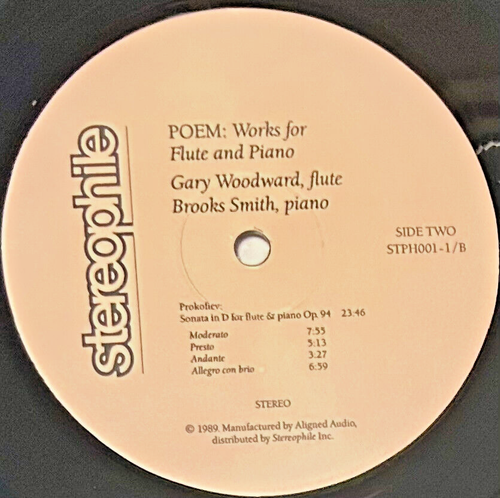 stereophile
POEM: Works for
Flute and Piano
Gary Woodward, flute
Brooks Smith, piano
SIDE TWO
STPH001-1/B
Prokofiev:
Sonata in D for flute & piano Op. 94 23.46
Moderato 7:55
Presto 5:13
Andante 3.27
Allegro con brio 6:59
STEREO
© 1989. Manufactured by Aligned Audio,
distributed by Stereophile Inc.